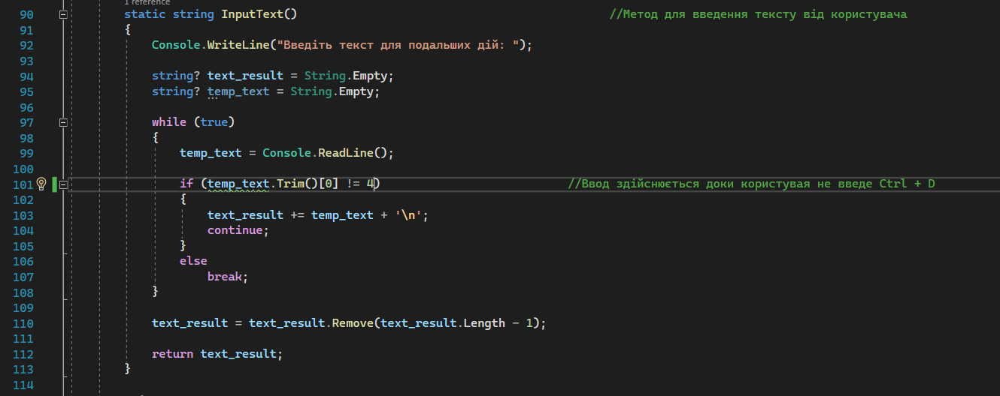 1 reference
90 static string InputText() //Метод для введення тексту від користувача
91 {
92 Console.WriteLine("Введіть текст для подальших дій: ");
93
94 string? text_result = String.Empty;
95 string? temp_text = String.Empty;
96
97 while (true)
98 {
99 temp_text = Console.ReadLine();
100
101 if (temp_text.Trim()[0] != 4) //Ввод здійснюється доки користувая не введе Ctrl + D
102 {
103 text_result += temp_text + '\n';
104 continue;
105 }
106 else
107 break;
108 }
109
110 text_result = text_result.Remove(text_result.Length - 1);
111
112 return text_result;
113 }
114